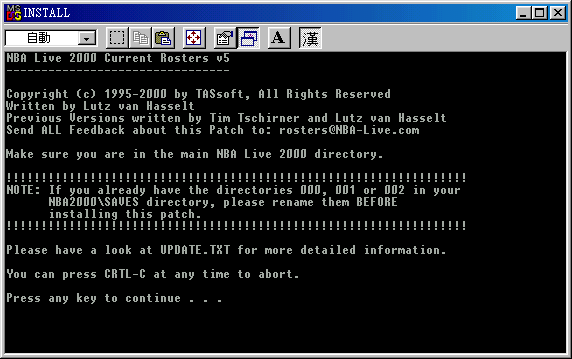 INSTALL
自動
A
漢
NBA Live 2000 Current Rosters v5
--------------------------------
Copyright (c) 1995-2000 by TASsoft, All Rights Reserved
Written by Lutz van Hasselt
Previous Versions written by Tim Tschirner and Lutz van Hasselt
Send ALL Feedback about this Patch to: rosters@NBA-Live.com
Make sure you are in the main NBA Live 2000 directory.
!!!!!!!!!!!!!!!!!!!!!!!!!!!!!!!!!!!!!!!!!!!!!!!!!!!!!!!!!!!!!!!!!!
NOTE: If you already have the directories 000, 001 or 002 in your
NBA2000\SAVES directory, please rename them BEFORE
installing this patch.
!!!!!!!!!!!!!!!!!!!!!!!!!!!!!!!!!!!!!!!!!!!!!!!!!!!!!!!!!!!!!!!!!!
Please have a look at UPDATE.TXT for more detailed information.
You can press CRTL-C at any time to abort.
Press any key to continue . . .